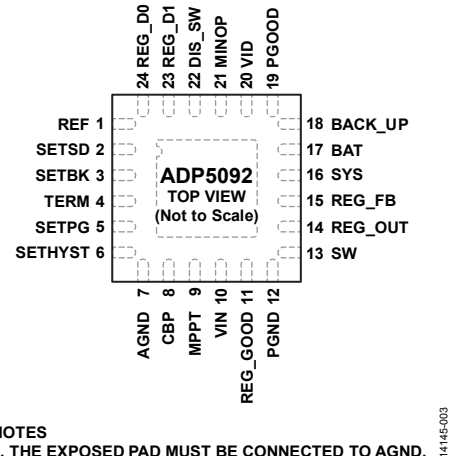 24 REG_D0
23 REG_D1
22 DIS_SW
21 MINOP
20 VID
19 PGOOD
REF 1
SETSD 2
SETBK 3
TERM 4
SETPG 5
SETHYST 6
ADP5092
TOP VIEW
(Not to Scale)
18 BACK_UP
17 BAT
16 SYS
15 REG_FB
14 REG_OUT
13 SW
AGND 7
CBP 8
MPPT 9
VIN 10
REG_GOOD 11
PGND 12
NOTES
. THE EXPOSED PAD MUST BE CONNECTED TO AGND.
14145-003